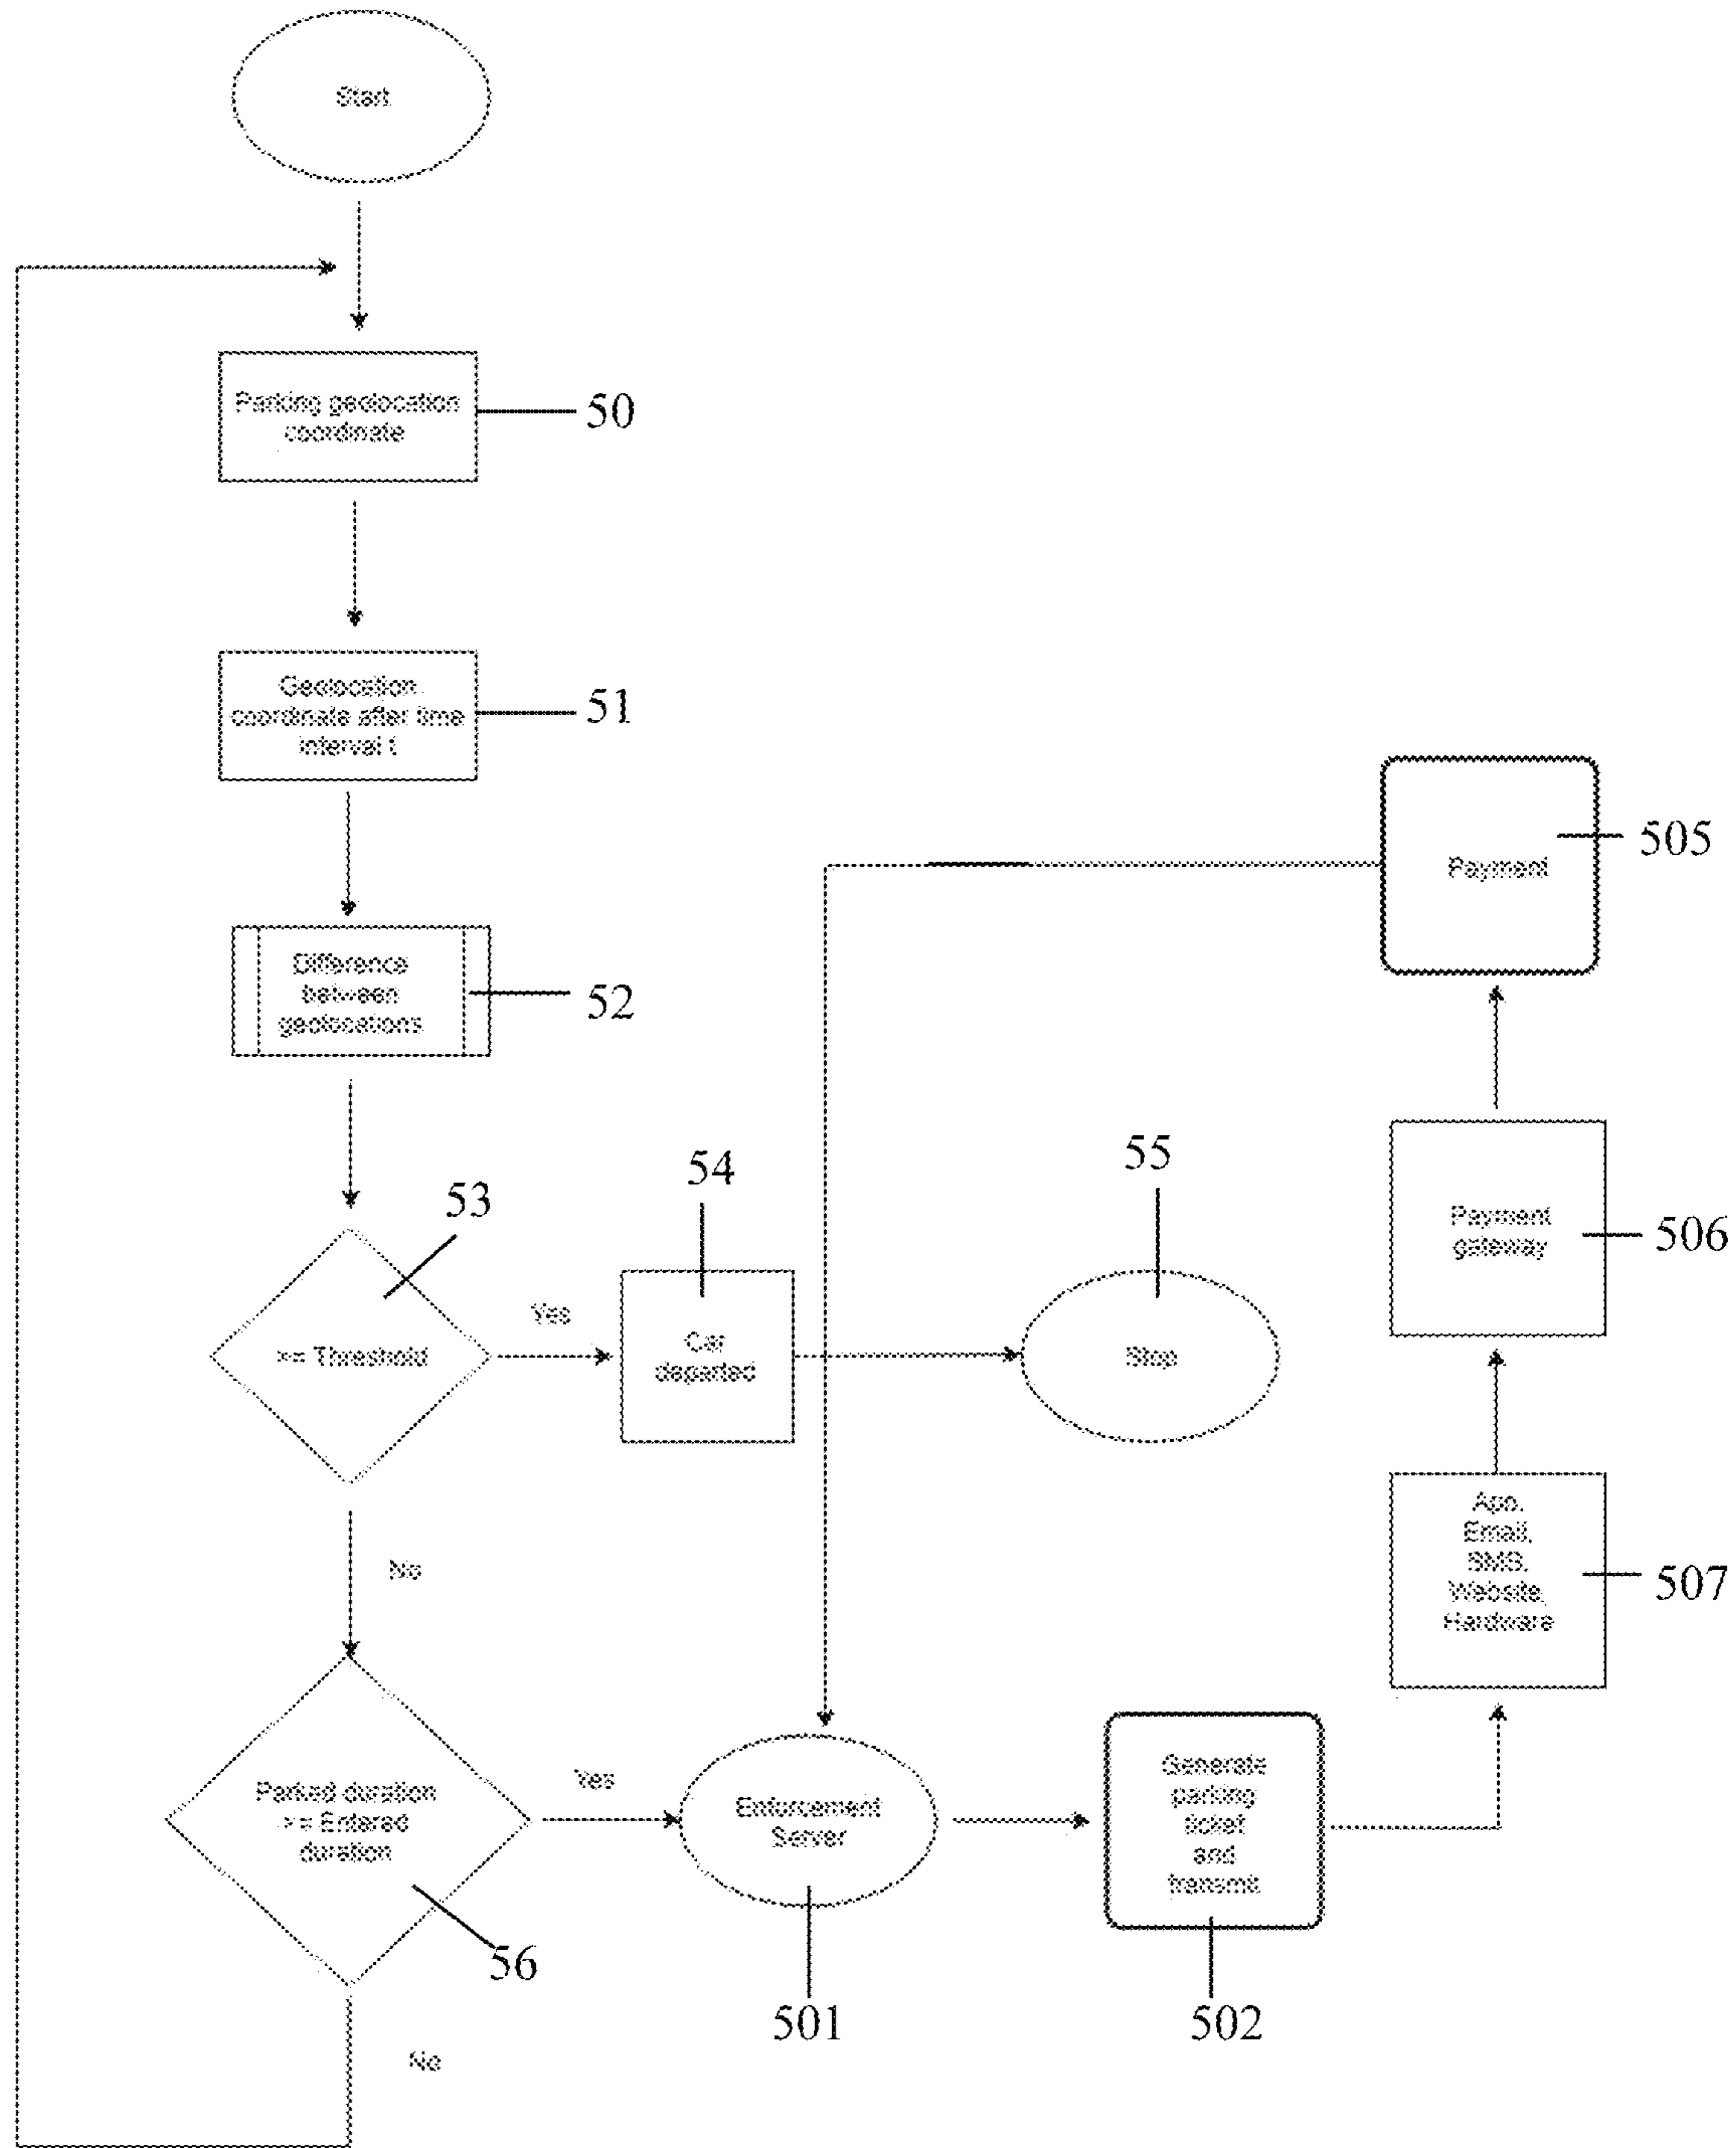 Start
Parking geolocation
coordinate
50
Geolocation
coordinate after time
interval t
51
Difference
between
geolocations
52
53
>= Threshold
Yes
54
Car
departed
55
Stop
No
Parked duration
>= Entered
duration
56
Yes
No
Enforcement
Server
501
Generate
parking
ticket
and
transmit
502
App,
Email,
SMS,
Website,
Hardware
507
Payment
gateway
506
Payment
505